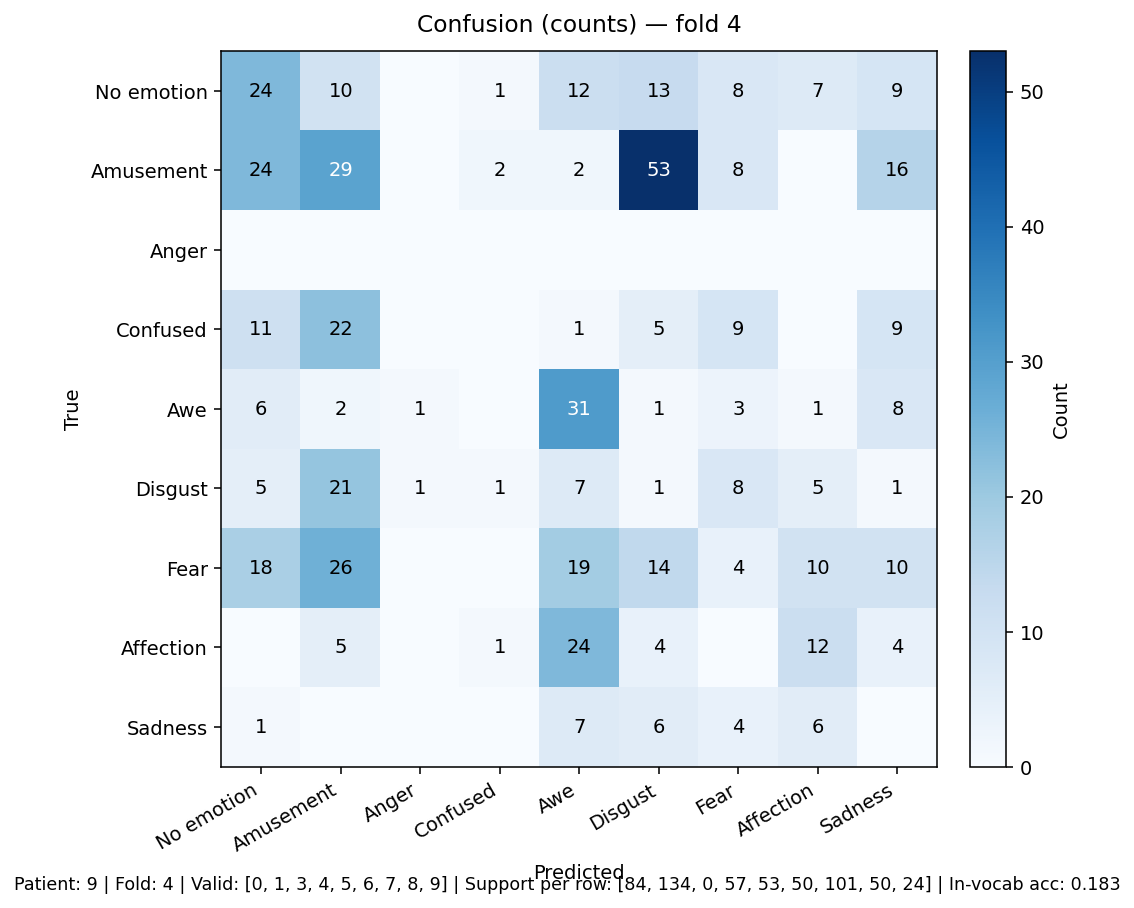 Confusion (counts) — fold 4
No emotion 24 10 1 12 13 8 7 9
Amusement 24 29 2 2 53 8 16
Anger
Confused 11 22 1 5 9 9
Awe 6 2 1 31 1 3 1 8
Disgust 5 21 1 1 7 1 8 5 1
Fear 18 26 19 14 4 10 10
Affection 5 1 24 4 12 4
Sadness 1 7 6 4 6
True
No emotion Amusement Anger Confused Awe Disgust Fear Affection Sadness
Predicted
50
40
30
20
10
0
Count
Patient: 9 | Fold: 4 | Valid: [0, 1, 3, 4, 5, 6, 7, 8, 9] | Support per row: [84, 134, 0, 57, 53, 50, 101, 50, 24] | In-vocab acc: 0.183